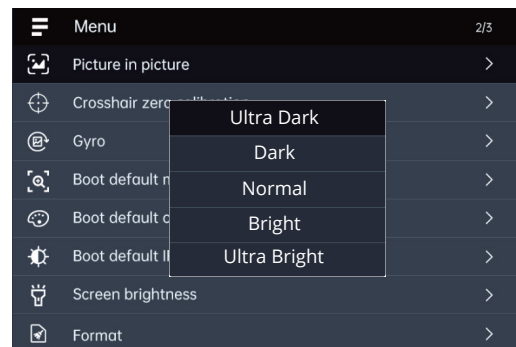 Menu 2/3
Picture in picture
Crosshair zero calibration
Ultra Dark
Gyro
Dark
Boot default
Normal
Boot default
Bright
Boot default
Ultra Bright
Screen brightness
Format